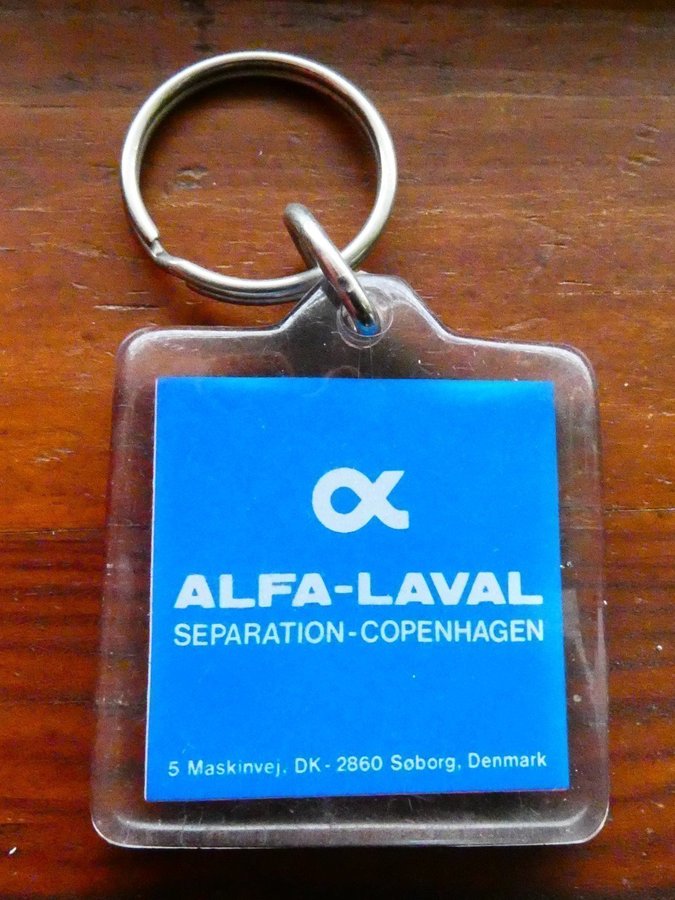 α
ALFA-LAVAL
SEPARATION-COPENHAGEN
5 Maskinvej. DK-2860 Søborg, Denmark